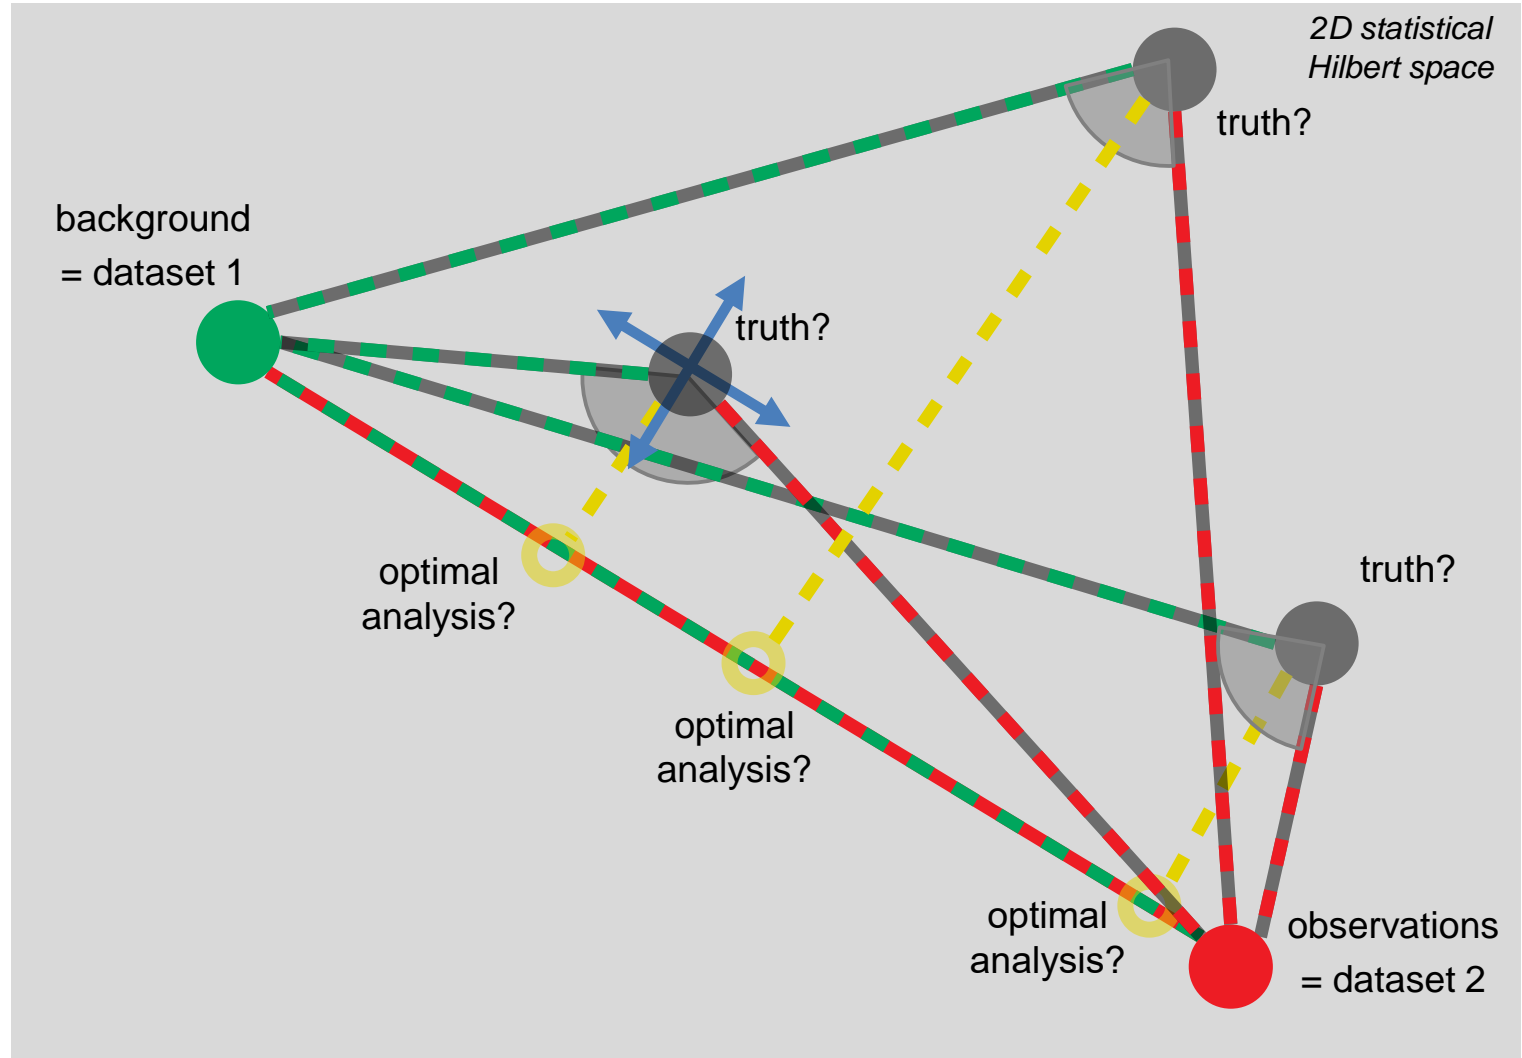 2D statistical
Hilbert space
truth?
background
= dataset 1
truth?
optimal
analysis?
truth?
optimal
analysis?
optimal
analysis?
observations
= dataset 2